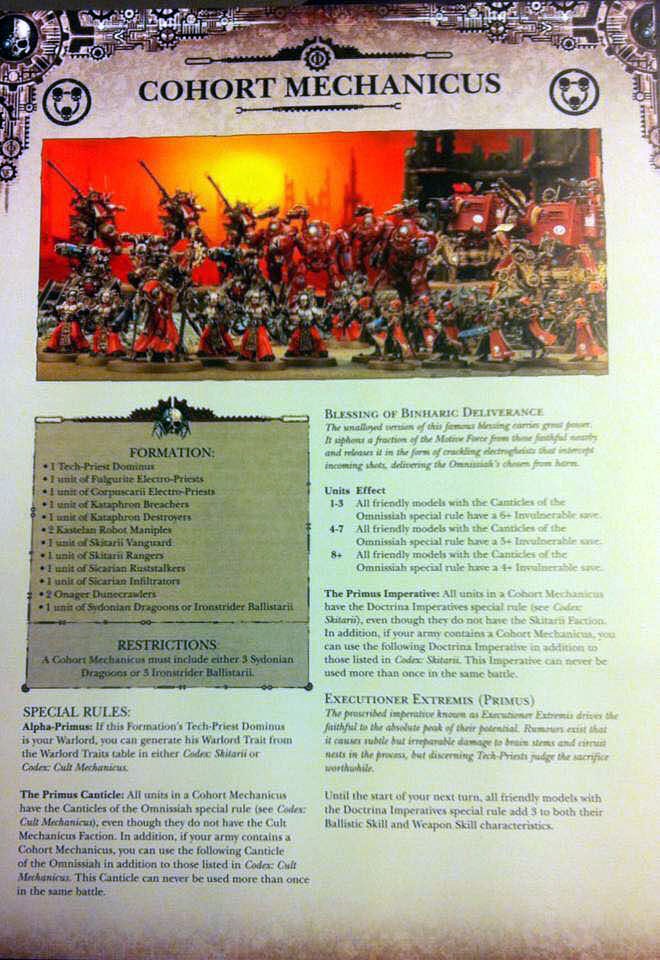 COHORT MECHANICUS
FORMATION:
• 1 Tech-Priest Dominus
• 1 unit of Fulgurite Electro-Priests
• 1 unit of Corpuscarii Electro-Priests
• 1 unit of Kataphron Breachers
• 1 unit of Kataphron Destroyers
• 2 Kastelan Robot Maniples
• 1 unit of Skitarii Vanguard
• 1 unit of Skitarii Rangers
• 1 unit of Sicarian Ruststalkers
• 1 unit of Sicarian Infiltrators
• 2 Onager Dunecrawlers
• 1 unit of Sydonian Dragoons or Ironstrider Ballistarii
RESTRICTIONS:
A Cohort Mechanicus must include either 3 Sydonian
Dragoons or 3 Ironstrider Ballistarii.
SPECIAL RULES:
Alpha-Primus: If this Formation's Tech-Priest Dominus
is your Warlord, you can generate his Warlord Trait from
the Warlord Traits table in either Codex: Skitarii or
Codex: Cult Mechanicus.
The Primus Canticle: All units in a Cohort Mechanicus
have the Canticles of the Omnissiah special rule (see Codex:
Cult Mechanicus), even though they do not have the Cult
Mechanicus Faction. In addition, if your army contains a
Cohort Mechanicus, you can use the following Canticle
of the Omnissiah in addition to those listed in Codex: Cult
Mechanicus. This Canticle can never be used more than once
in the same battle.
BLESSING OF BINHARIC DELIVERANCE
The unalloyed version of this famous blessing carries great power.
It siphons a fraction of the Motive Force from those faithful nearby
and releases it in the form of crackling electrogheists that intercept
incoming shots, delivering the Omnissiah's chosen from harm.
Units Effect
1-3 All friendly models with the Canticles of the
Omnissiah special rule have a 6+ Invulnerable save.
4-7 All friendly models with the Canticles of the
Omnissiah special rule have a 5+ Invulnerable save.
8+ All friendly models with the Canticles of the
Omnissiah special rule have a 4+ Invulnerable save.
The Primus Imperative: All units in a Cohort Mechanicus
have the Doctrina Imperatives special rule (see Codex:
Skitarii), even though they do not have the Skitarii Faction.
In addition, if your army contains a Cohort Mechanicus, you
can use the following Doctrina Imperative in addition to
those listed in Codex: Skitarii. This Imperative can never be
used more than once in the same battle.
EXECUTIONER EXTREMIS (PRIMUS)
The proscribed imperative known as Executioner Extremis drives the
faithful to the absolute peak of their potential. Rumours exist that
it causes subtle but irreparable damage to brain stems and circuit
nests in the process, but discerning Tech-Priests judge the sacrifice
worthwhile.
Until the start of your next turn, all friendly models with
the Doctrina Imperatives special rule add 3 to both their
Ballistic Skill and Weapon Skill characteristics.